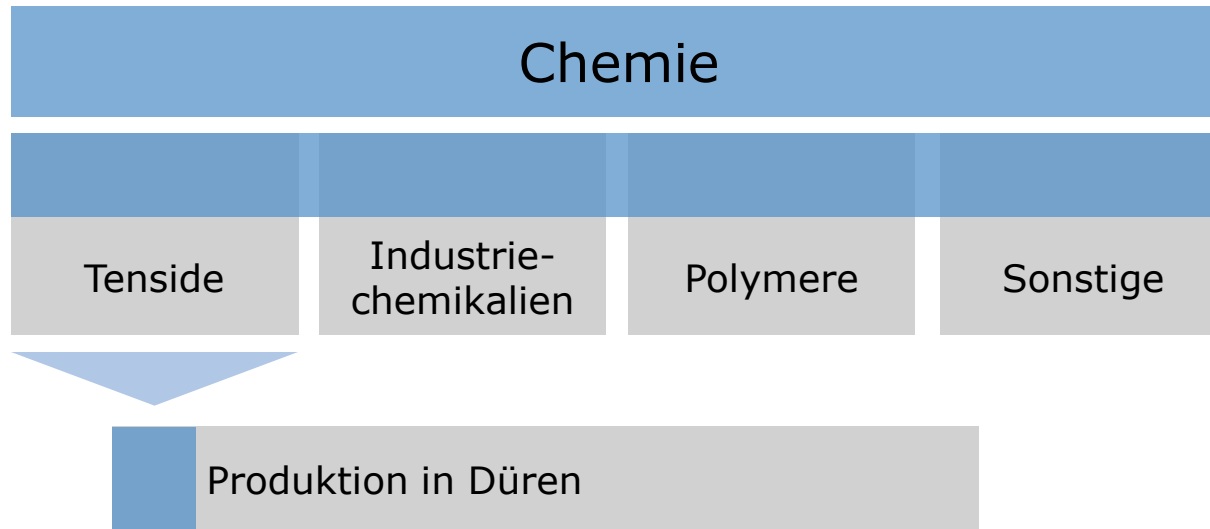 Chemie
Tenside
Industrie-
chemikalien
Polymere
Sonstige
Produktion in Düren